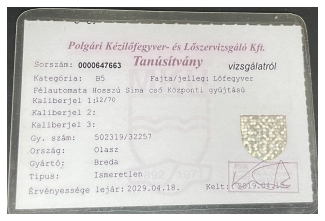 Polgári Kézilőfegyver- és Lőszervizsgáló Kft.
Tanúsítvány
Sorszám: 0000647663 vizsgálatról
Kategória: B5 Fajta/jelleg: Lőfegyver
Félautomata Hosszú Sima cső Központi gyújtású
Kaliberjel 1:12/70
Kaliberjel 2:
Kaliberjel 3:
Gy. szám: 502319/32257
Ország: Olasz
Gyártó: Breda
Típus: Ismeretlen
Érvényessége lejár: 2029.04.18. Kelt: